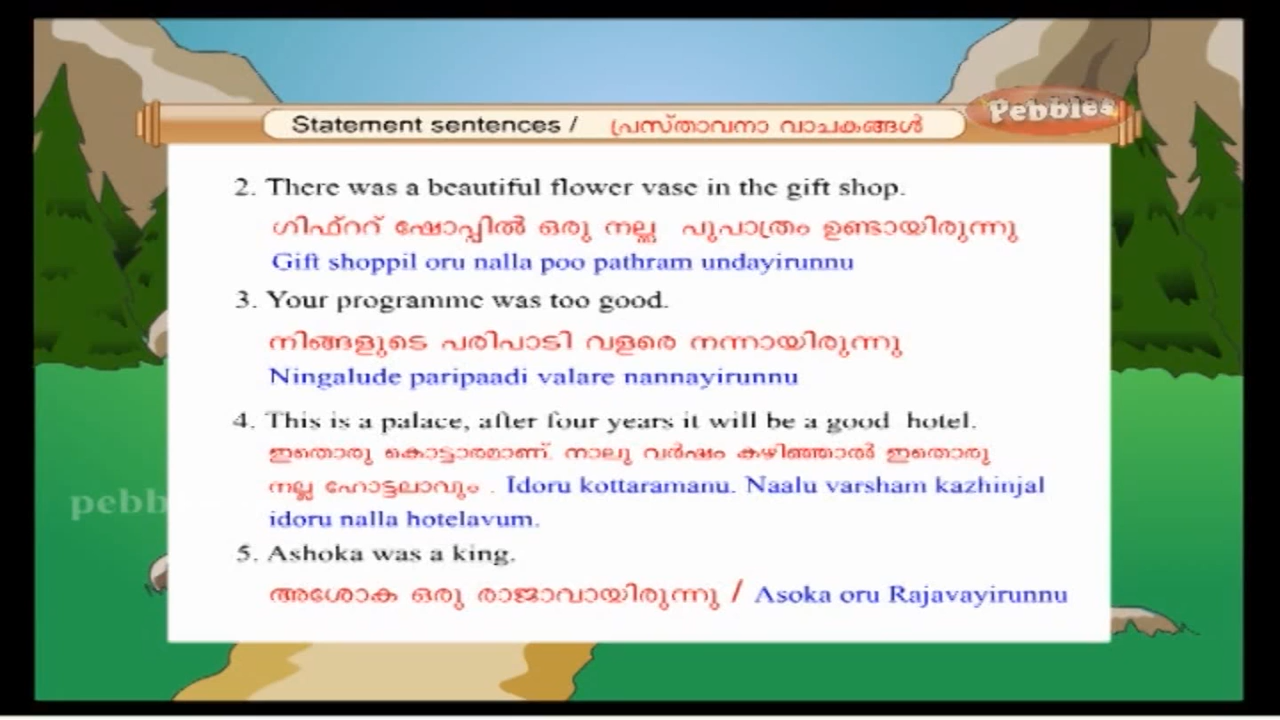 Statement sentences / പ്രസ്താവനാ വാചകങ്ങൾ
Pebbles
2. There was a beautiful flower vase in the gift shop.
ഗിഫ്ററ് ഷോപ്പിൽ ഒരു നല്ല പൂപാത്രം ഉണ്ടായിരുന്നു
Gift shoppil oru nalla poo pathram undayirunnu
3. Your programme was too good.
നിങ്ങളുടെ പരിപാടി വളരെ നന്നായിരുന്നു
Ningalude paripaadi valare nannayirunnu
4. This is a palace, after four years it will be a good hotel.
ഇതൊരു കൊട്ടാരമാണ്. നാലു വർഷം കഴിഞ്ഞാൽ ഇതൊരു
നല്ല ഹോട്ടലാവും . Idoru kottaramanu. Naalu varsham kazhinjal
pebb
idoru nalla hotelavum.
5. Ashoka was a king.
അശോക ഒരു രാജാവായിരുന്നു / Asoka oru Rajavayirunnu